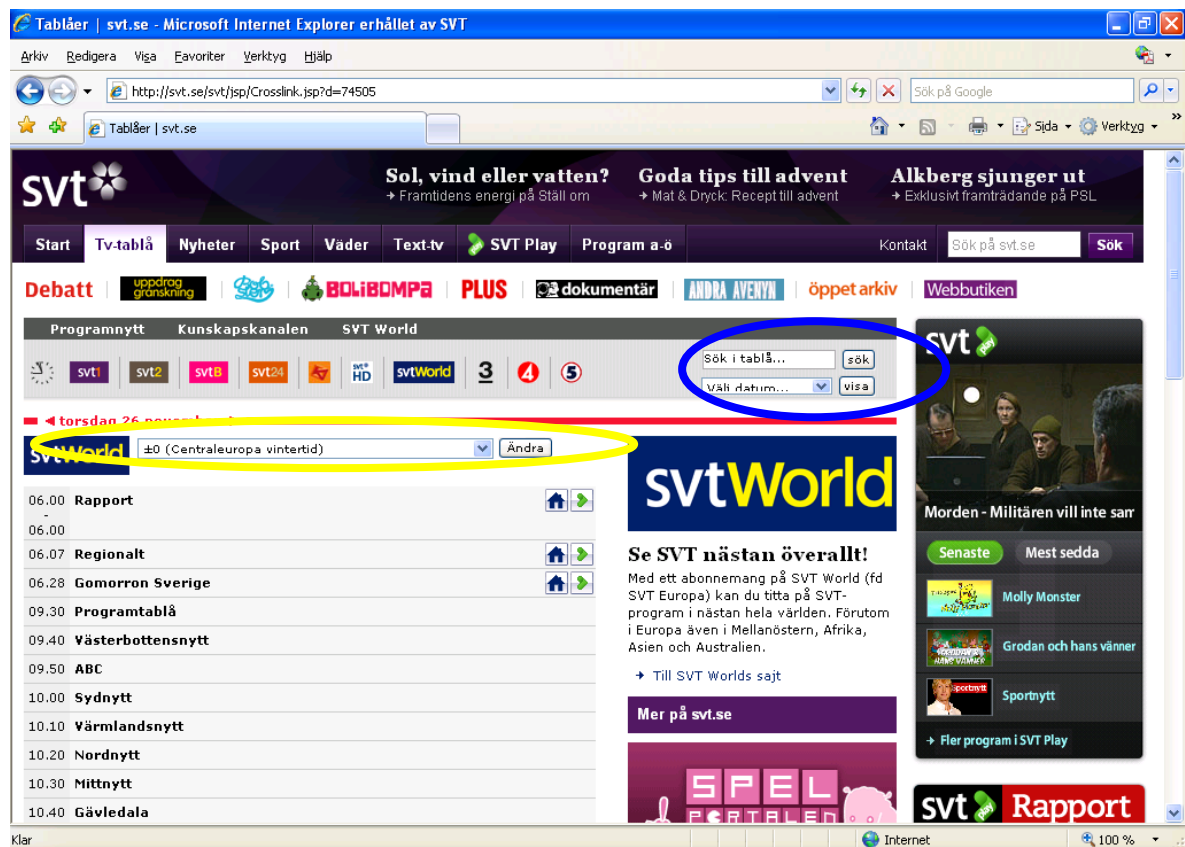 Tablåer | svt.se - Microsoft Internet Explorer erhållet av SVT
Arkiv Redigera Visa Favoriter Verktyg Hjälp
http://svt.se/svt/jsp/Crosslink.jsp?d=74505
Sök på Google
Tablåer | svt.se
Sida
Verktyg
svt
Sol, vind eller vatten?
Framtidens energi på Ställ om
Goda tips till advent
Mat & Dryck: Recept till advent
Alkberg sjunger ut
Exklusivt framträdande på PSL
Start Tv-tablå Nyheter Sport Väder Text-tv SVT Play Program a-ö Kontakt Sök på svt.se Sök
Debatt uppdrag granskning BOLiBOMPa PLUS dokumentär ANDRA AVENYN öppet arkiv Webbutiken
Programnytt Kunskapskanalen SVT World
svt1 svt2 svtB svt24 svt HD svtWorld 3 4 5
Sök i tablå... sök
Välj datum... visa
torsdag 26
svtWorld ±0 (Centraleuropa vintertid) Ändra
06.00 - 06.00 Rapport
06.07 Regionalt
06.28 Gomorron Sverige
09.30 Programtablå
09.40 Västerbottensnytt
09.50 ABC
10.00 Sydnytt
10.10 Värmlandsnytt
10.20 Nordnytt
10.30 Mittnytt
10.40 Gävledala
svtWorld
Se SVT nästan överallt!
Med ett abonnemang på SVT World (fd
SVT Europa) kan du titta på SVT-
program i nästan hela världen. Förutom
i Europa även i Mellanöstern, Afrika,
Asien och Australien.
Till SVT Worlds sajt
Mer på svt.se
SPEL
PORTALEN
svt play
Morden - Militären vill inte sam
Senaste Mest sedda
Molly Monster
Grodan och hans vänner
Sportnytt
Fler program i SVT Play
svt play Rapport
Klar
Internet
100 %